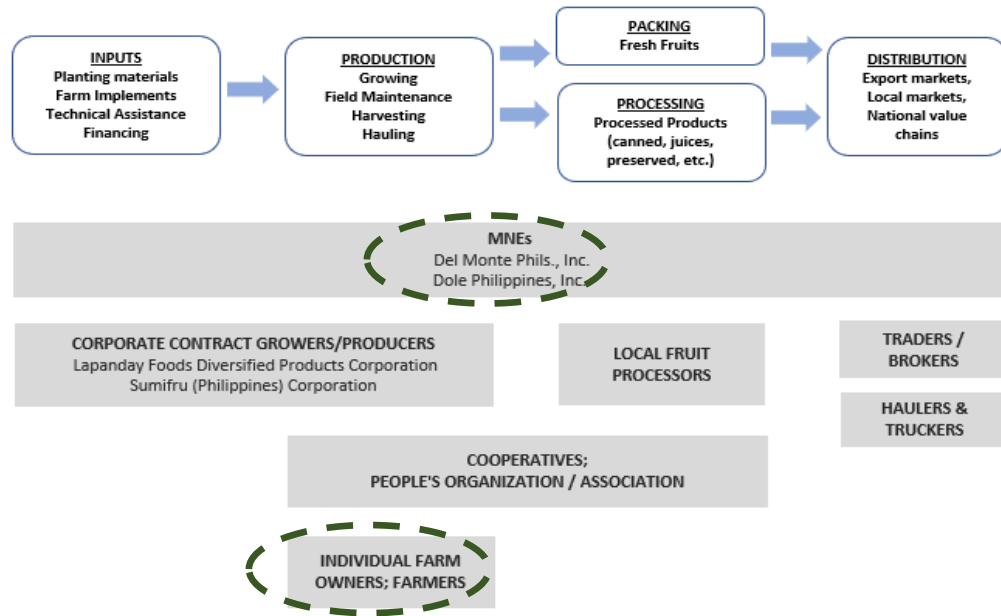 INPUTS
Planting materials
Farm Implements
Technical Assistance
Financing
PRODUCTION
Growing
Field Maintenance
Harvesting
Hauling
PACKING
Fresh Fruits
PROCESSING
Processed Products
(canned, juices,
preserved, etc.)
DISTRIBUTION
Export markets,
Local markets,
National value
chains
MNEs
Del Monte Phils., Inc.
Dole Philippines, Inc.
CORPORATE CONTRACT GROWERS/PRODUCERS
Lapanday Foods Diversified Products Corporation
Sumifru (Philippines) Corporation
LOCAL FRUIT
PROCESSORS
TRADERS /
BROKERS
HAULERS &
TRUCKERS
COOPERATIVES;
PEOPLE'S ORGANIZATION / ASSOCIATION
INDIVIDUAL FARM
OWNERS; FARMERS